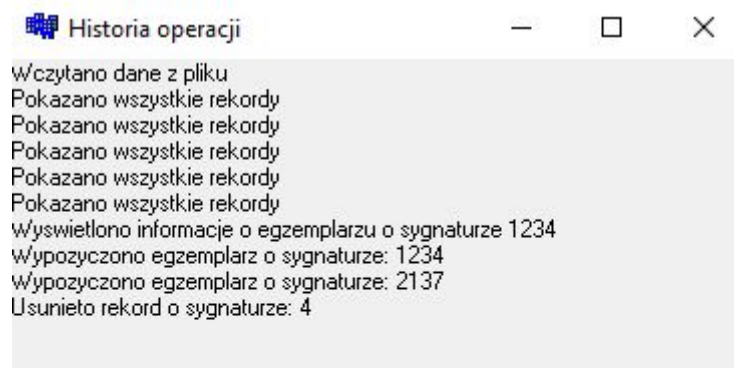 Historia operacji
Wczytano dane z pliku
Pokazano wszystkie rekordy
Pokazano wszystkie rekordy
Pokazano wszystkie rekordy
Pokazano wszystkie rekordy
Pokazano wszystkie rekordy
Wyswietlono informacje o egzemplarzu o sygnaturze 1234
Wypozyczono egzemplarz o sygnaturze: 1234
Wypozyczono egzemplarz o sygnaturze: 2137
Usunieto rekord o sygnaturze: 4